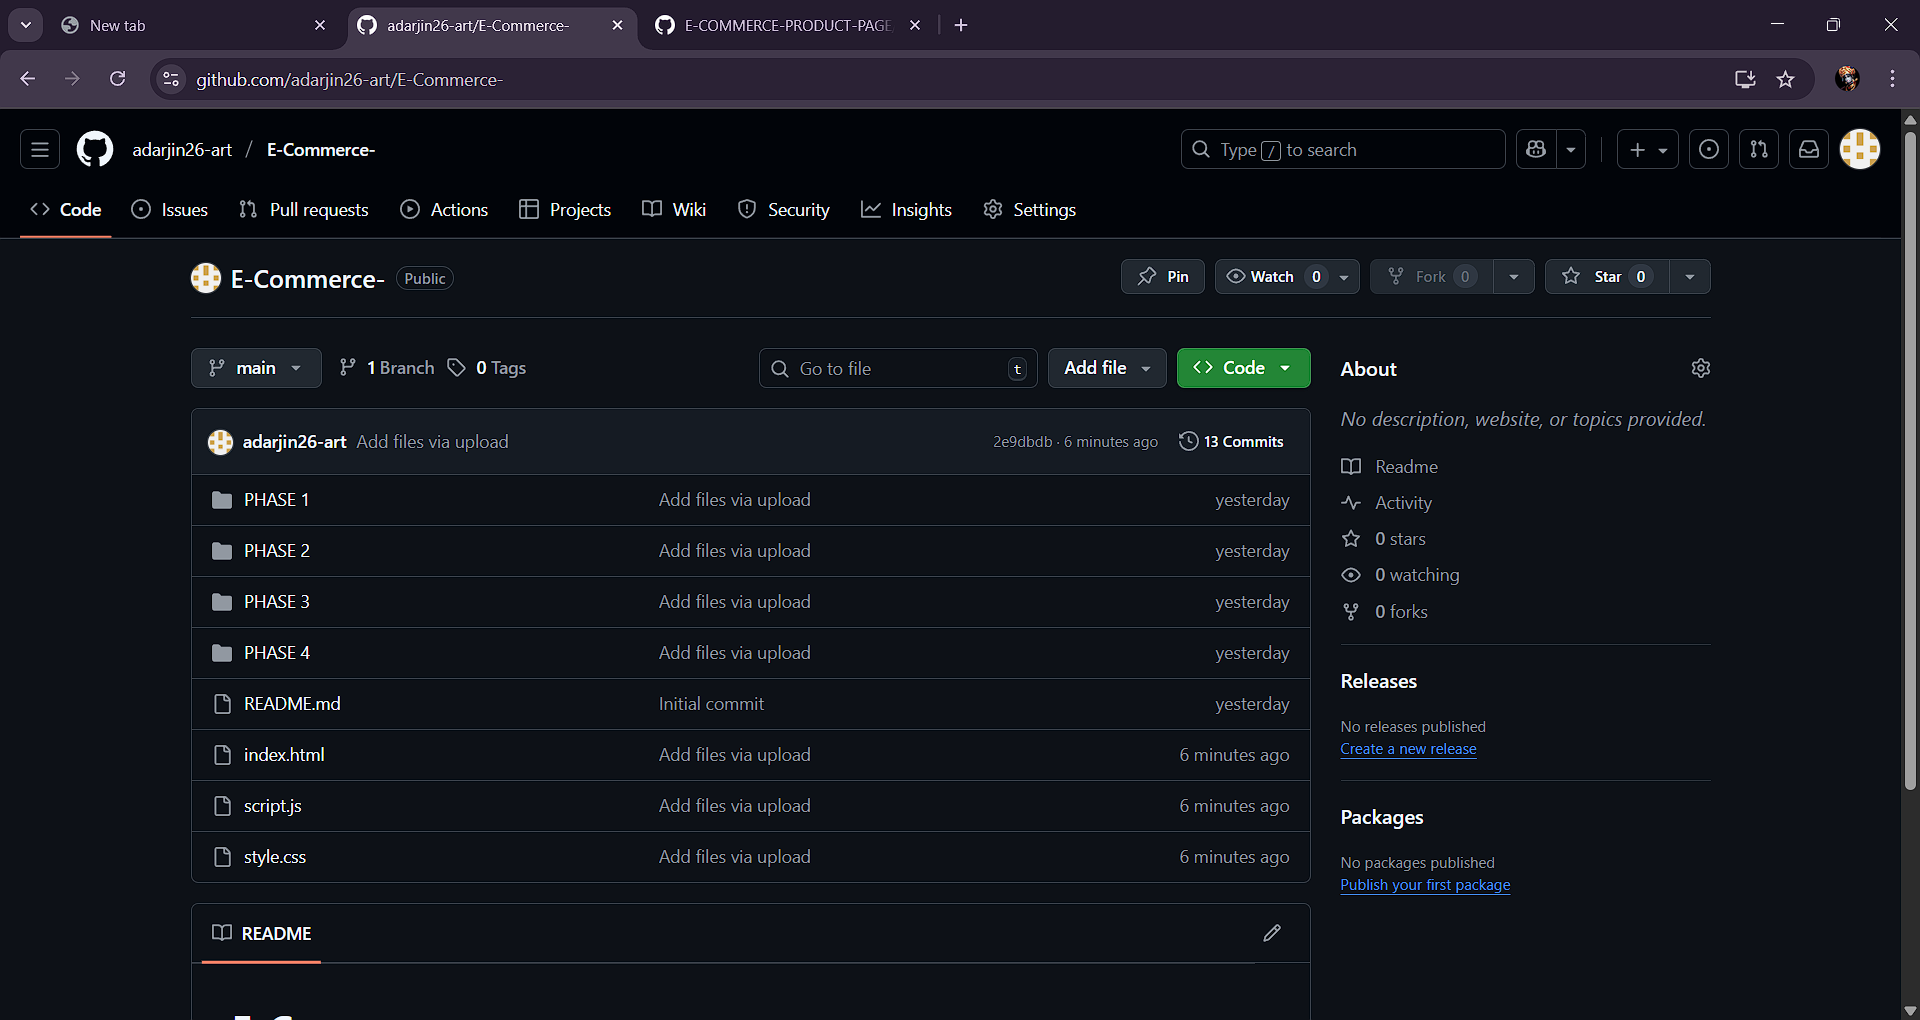 New tab
adarjin26-art/E-Commerce-
E-COMMERCE-PRODUCT-PAGE
github.com/adarjin26-art/E-Commerce-
adarjin26-art / E-Commerce-
Type / to search
Code Issues Pull requests Actions Projects Wiki Security Insights Settings
E-Commerce- Public
Pin Watch 0 Fork 0 Star 0
main 1 Branch 0 Tags
Go to file t Add file Code
adarjin26-art Add files via upload 2e9dbdb · 6 minutes ago 13 Commits
PHASE 1 Add files via upload yesterday
PHASE 2 Add files via upload yesterday
PHASE 3 Add files via upload yesterday
PHASE 4 Add files via upload yesterday
README.md Initial commit yesterday
index.html Add files via upload 6 minutes ago
script.js Add files via upload 6 minutes ago
style.css Add files via upload 6 minutes ago
README
About
No description, website, or topics provided.
Readme
Activity
0 stars
0 watching
0 forks
Releases
No releases published
Create a new release
Packages
No packages published
Publish your first package